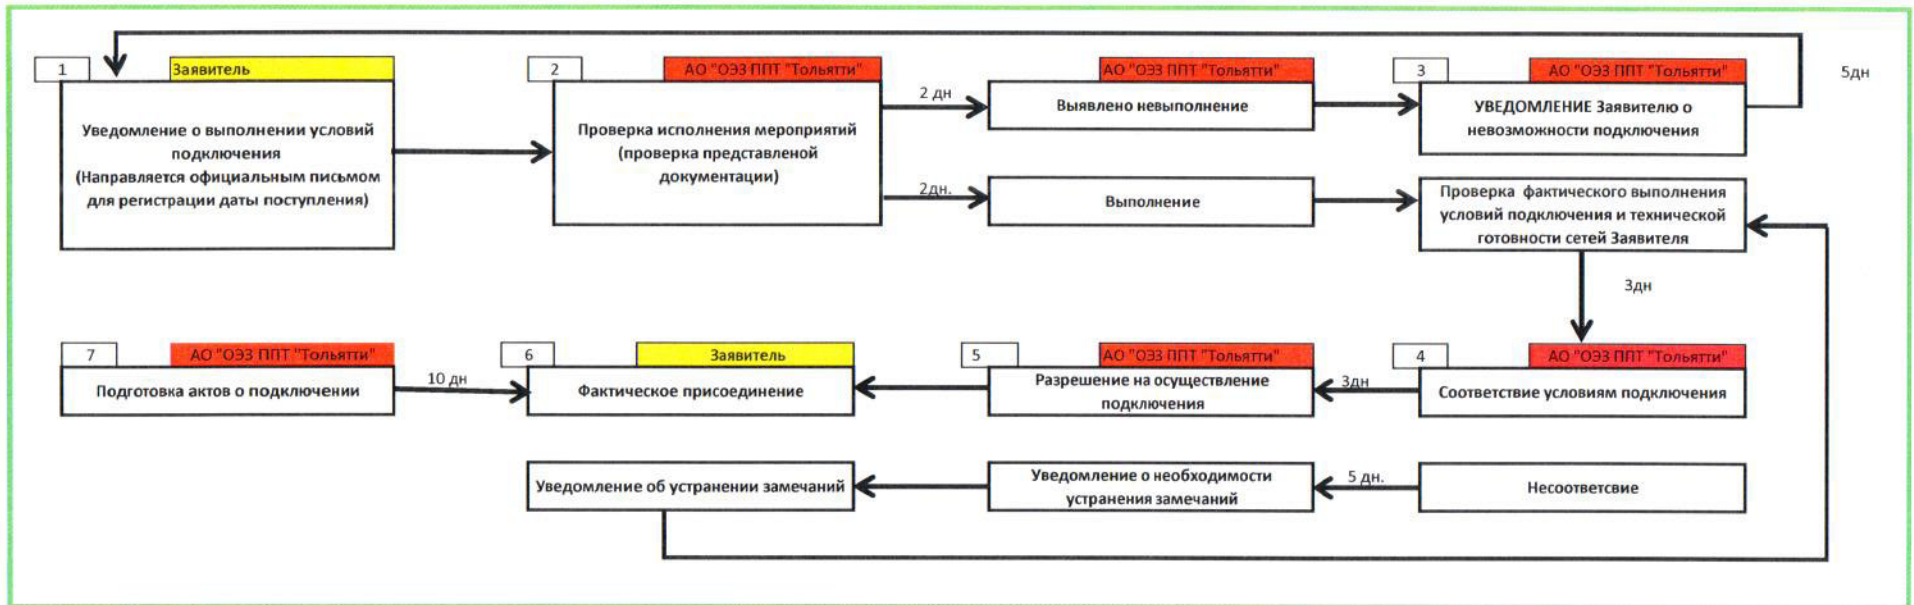 1
Заявитель
Уведомление о выполнении условий
подключения
(Направляется официальным письмом
для регистрации даты поступления)
2
АО "ОЭЗ ППТ "Тольятти"
Проверка исполнения мероприятий
(проверка представленой
документации)
2 дн
2дн.
АО "ОЭЗ ППТ "Тольятти"
Выявлено невыполнение
Выполнение
3
АО "ОЭЗ ППТ "Тольятти"
УВЕДОМЛЕНИЕ Заявителю о
невозможности подключения
5дн
Проверка фактического выполнения
условий подключения и технической
готовности сетей Заявителя
3дн
7
АО "ОЭЗ ППТ "Тольятти"
Подготовка актов о подключении
10 дн
6
Заявитель
Фактическое присоединение
5
АО "ОЭЗ ППТ "Тольятти"
Разрешение на осуществление
подключения
3дн
4
АО "ОЭЗ ППТ "Тольятти"
Соответствие условиям подключения
Уведомление об устранении замечаний
Уведомление о необходимости
устранения замечаний
5 дн.
Несоответсвие